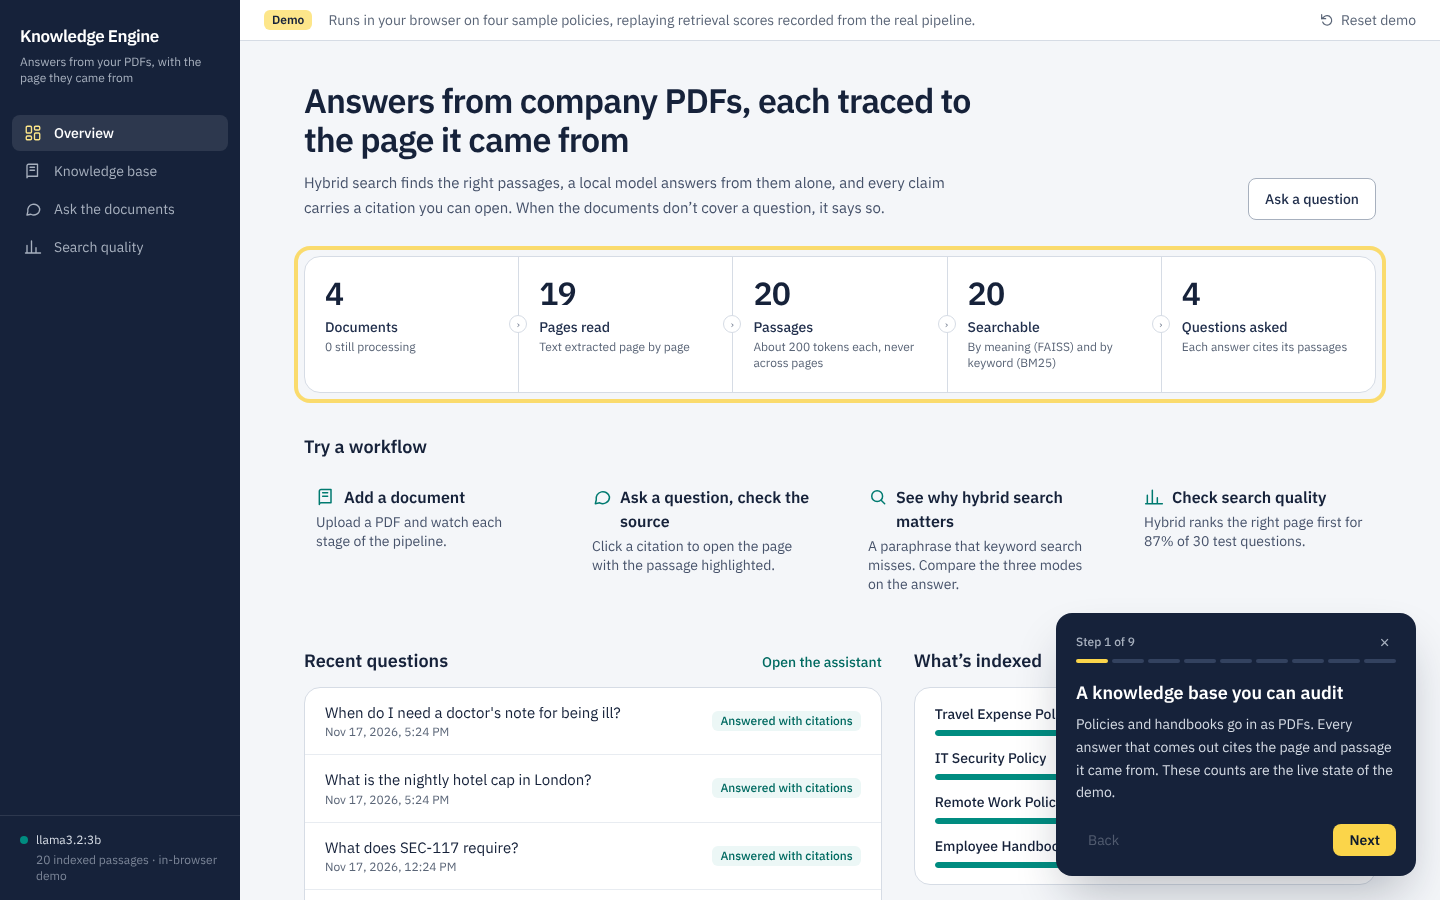 Knowledge Engine
Answers from your PDFs, with the
page they came from
Overview
Knowledge base
Ask the documents
Search quality
llama3.2:3b
20 indexed passages · in-browser
demo
Demo
Runs in your browser on four sample policies, replaying retrieval scores recorded from the real pipeline.
Reset demo
Answers from company PDFs, each traced to
the page it came from
Hybrid search finds the right passages, a local model answers from them alone, and every claim
carries a citation you can open. When the documents don’t cover a question, it says so.
Ask a question
4
Documents
0 still processing
19
Pages read
Text extracted page by page
20
Passages
About 200 tokens each, never
across pages
20
Searchable
By meaning (FAISS) and by
keyword (BM25)
4
Questions asked
Each answer cites its passages
Try a workflow
Add a document
Upload a PDF and watch each
stage of the pipeline.
Ask a question, check the
source
Click a citation to open the page
with the passage highlighted.
See why hybrid search
matters
A paraphrase that keyword search
misses. Compare the three modes
on the answer.
Check search quality
Hybrid ranks the right page first for
87% of 30 test questions.
Recent questions
Open the assistant
When do I need a doctor's note for being ill?
Nov 17, 2026, 5:24 PM
Answered with citations
What is the nightly hotel cap in London?
Nov 17, 2026, 5:24 PM
Answered with citations
What does SEC-117 require?
Nov 17, 2026, 12:24 PM
Answered with citations
What’s indexed
Travel Expense Pol
IT Security Policy
Remote Work Polic
Employee Handboo
Step 1 of 9
A knowledge base you can audit
Policies and handbooks go in as PDFs. Every
answer that comes out cites the page and passage
it came from. These counts are the live state of the
demo.
Back
Next